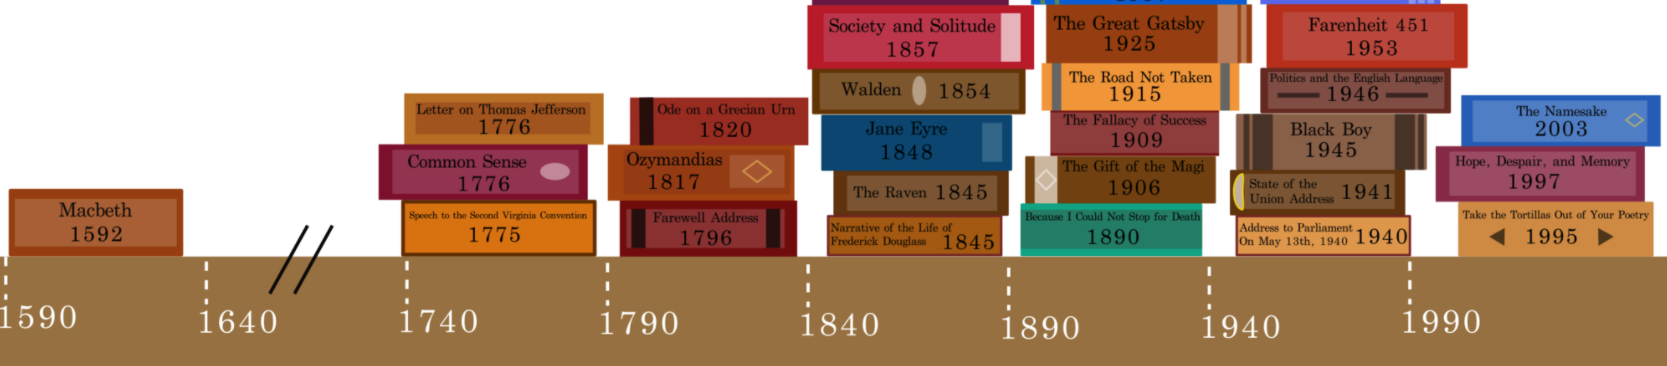 Macbeth
1592
Letter on Thomas Jefferson
1776
Common Sense
1776
Speech to the Second Virginia Convention
1775
Ode on a Grecian Urn
1820
Ozymandias
1817
Farewell Address
1796
Society and Solitude
1857
Walden 1854
Jane Eyre
1848
The Raven 1845
Narrative of the Life of
Frederick Douglass 1845
The Great Gatsby
1925
The Road Not Taken
1915
The Fallacy of Success
1909
The Gift of the Magi
1906
Because I Could Not Stop for Death
1890
Farenheit 451
1953
Politics and the English Language
1946
Black Boy
1945
State of the
Union Address 1941
Address to Parliament
On May 13th, 1940 1940
The Namesake
2003
Hope, Despair, and Memory
1997
Take the Tortillas Out of Your Poetry
1995
1590 1640 1740 1790 1840 1890 1940 1990